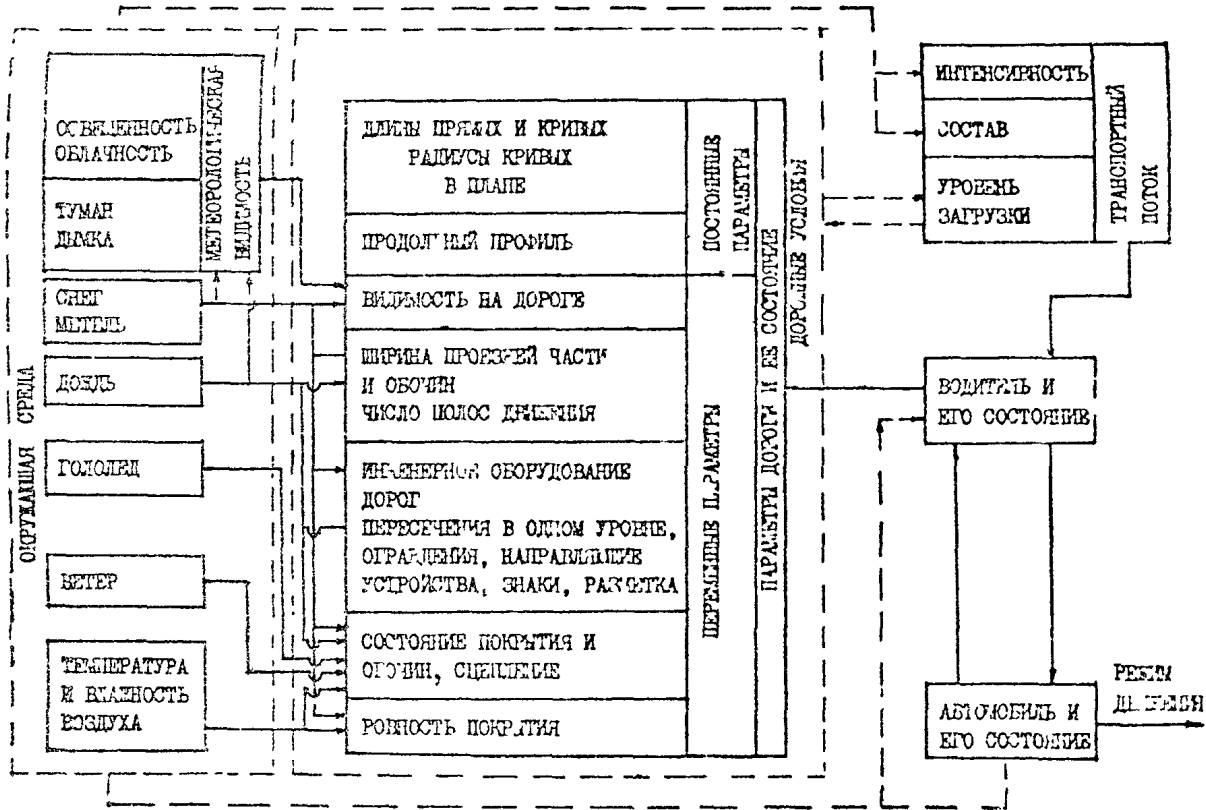 ОКРУЖАЮЩАЯ СРЕДА
ОСВЕЩЕННОСТЬ
ОБЛАЧНОСТЬ
ТУМАН
ДЫМКА
МЕТЕОРОЛОГИЧЕСКАЯ
ВИДИМОСТЬ
СНЕГ
МЕТЕЛЬ
ДОЖДЬ
ГОЛОЛЕД
ВЕТЕР
ТЕМПЕРАТУРА
И ВЛАЖНОСТЬ
ВОЗДУХА
ДЛИНЫ ПРЯМЫХ И КРИВЫХ
РАДИУСЫ КРИВЫХ
В ПЛАНЕ
ПРОДОЛЬНЫЙ ПРОФИЛЬ
ВИДИМОСТЬ НА ДОРОГЕ
ШИРИНА ПРОЕЗЖЕЙ ЧАСТИ
И ОБОЧИН
ЧИСЛО ПОЛОС ДВИЖЕНИЯ
ИНЖЕНЕРНОЕ ОБОРУДОВАНИЕ
ДОРОГ
ПЕРЕСЕЧЕНИЯ В ОДНОМ УРОВНЕ,
ОГРАЖДЕНИЯ, НАПРАВЛЯЮЩИЕ
УСТРОЙСТВА, ЗНАКИ, РАЗМЕТКА
СОСТОЯНИЕ ПОКРЫТИЯ И
ОБОЧИН, СЦЕПЛЕНИЕ
РОВНОСТЬ ПОКРЫТИЯ
ПОСТОЯННЫЕ
ПАРАМЕТРЫ
ПЕРЕМЕННЫЕ ПАРАМЕТРЫ
ПАРАМЕТРЫ ДОРОГИ И ЕЕ СОСТОЯНИЕ
ДОРОЖНЫЕ УСЛОВИЯ
ИНТЕНСИВНОСТЬ
СОСТАВ
УРОВЕНЬ
ЗАГРУЗКИ
ТРАНСПОРТНЫЙ
ПОТОК
ВОДИТЕЛЬ И
ЕГО СОСТОЯНИЕ
АВТОМОБИЛЬ И
ЕГО СОСТОЯНИЕ
РЕЖИМ
ДВИЖЕНИЯ